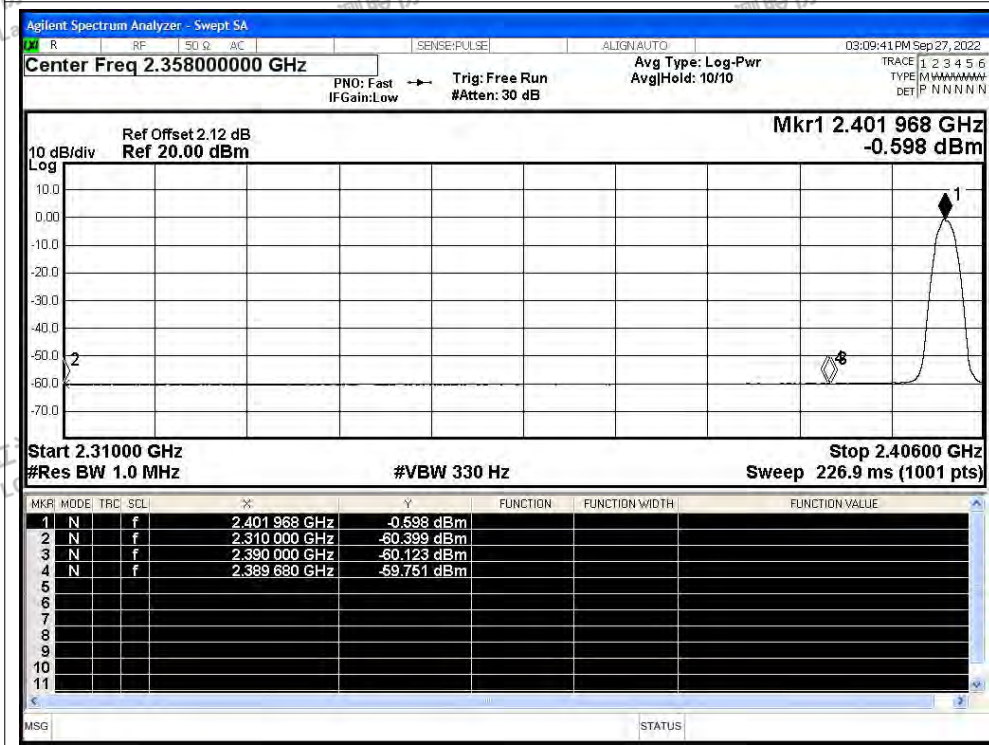 Agilent Spectrum Analyzer - Swept SA
R RF 50 Ω AC SENSE:PULSE ALIGN AUTO 03:09:41 PM Sep 27, 2022
Center Freq 2.358000000 GHz
PNO: Fast
IFGain:Low
Trig: Free Run
#Atten: 30 dB
Avg Type: Log-Pwr
Avg|Hold: 10/10
TRACE 1 2 3 4 5 6
TYPE M
DET P N N N N N
Mkr1 2.401 968 GHz
-0.598 dBm
Ref Offset 2.12 dB
10 dB/div Ref 20.00 dBm
Log
10.0
0.00
-10.0
-20.0
-30.0
-40.0
-50.0
-60.0
-70.0
1
2
Start 2.31000 GHz Stop 2.40600 GHz
#Res BW 1.0 MHz #VBW 330 Hz Sweep 226.9 ms (1001 pts)
MKR MODE TRC SCL X Y FUNCTION FUNCTION WIDTH FUNCTION VALUE
1 N f 2.401 968 GHz -0.598 dBm
2 N f 2.310 000 GHz -60.399 dBm
3 N f 2.390 000 GHz -60.123 dBm
4 N f 2.389 680 GHz -59.751 dBm
5
6
7
8
9
10
11
MSG STATUS